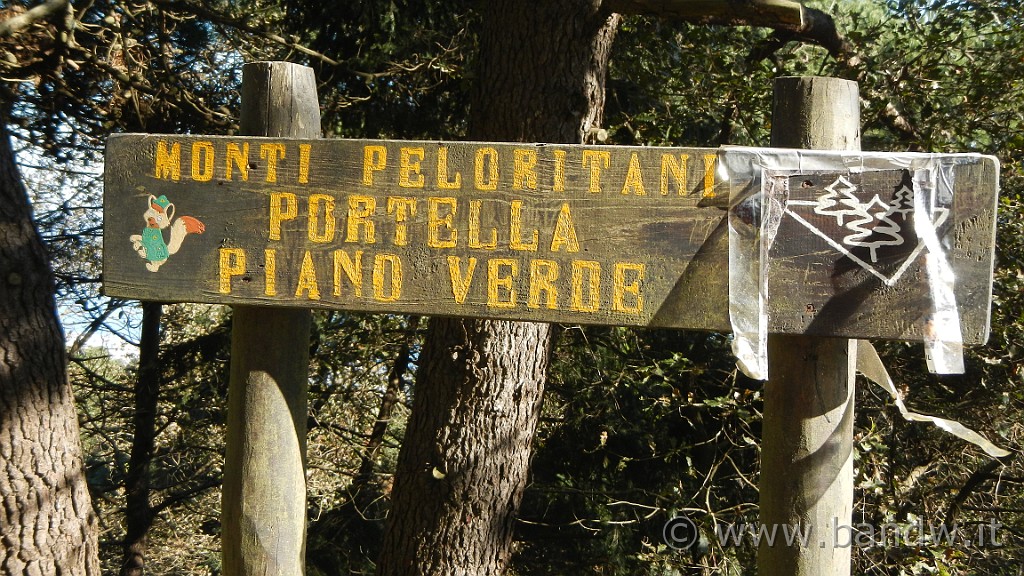 MONTI PELORITANI
PORTELLA
PIANO VERDE
© www.bandw.it